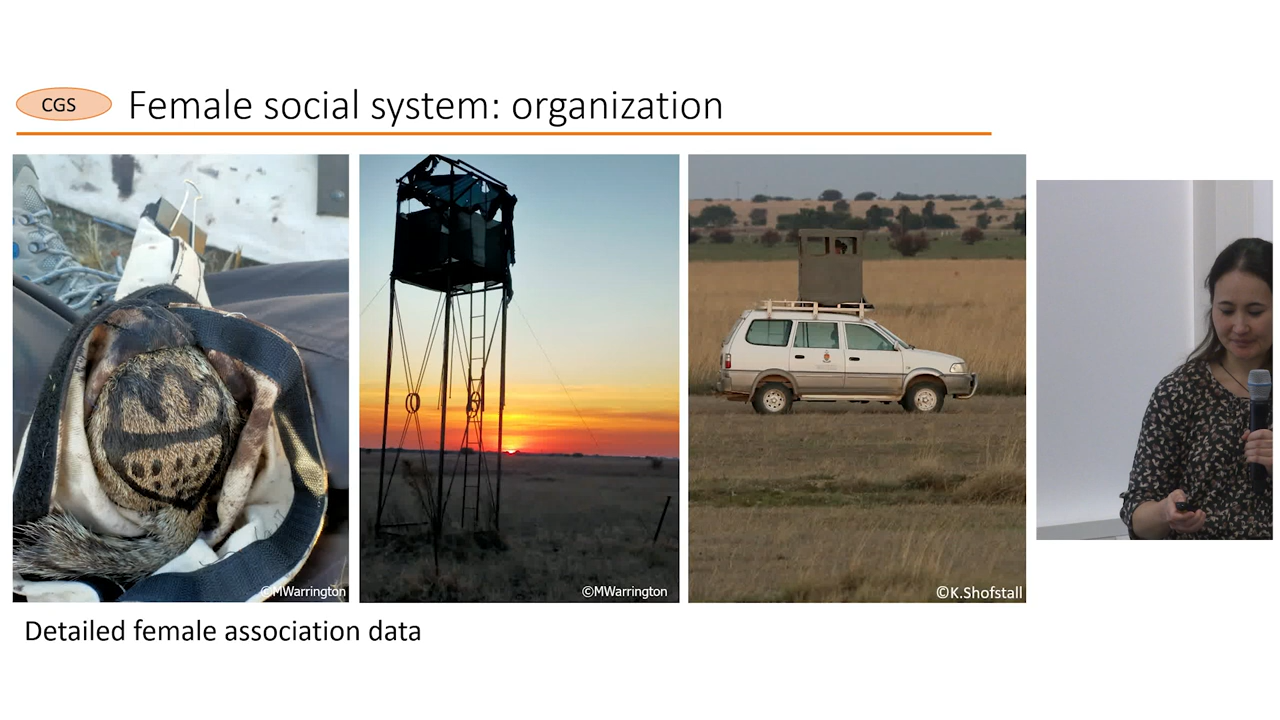 CGS
Female social system: organization
©MWarrington
©MWarrington
©K.Shofstall
Detailed female association data